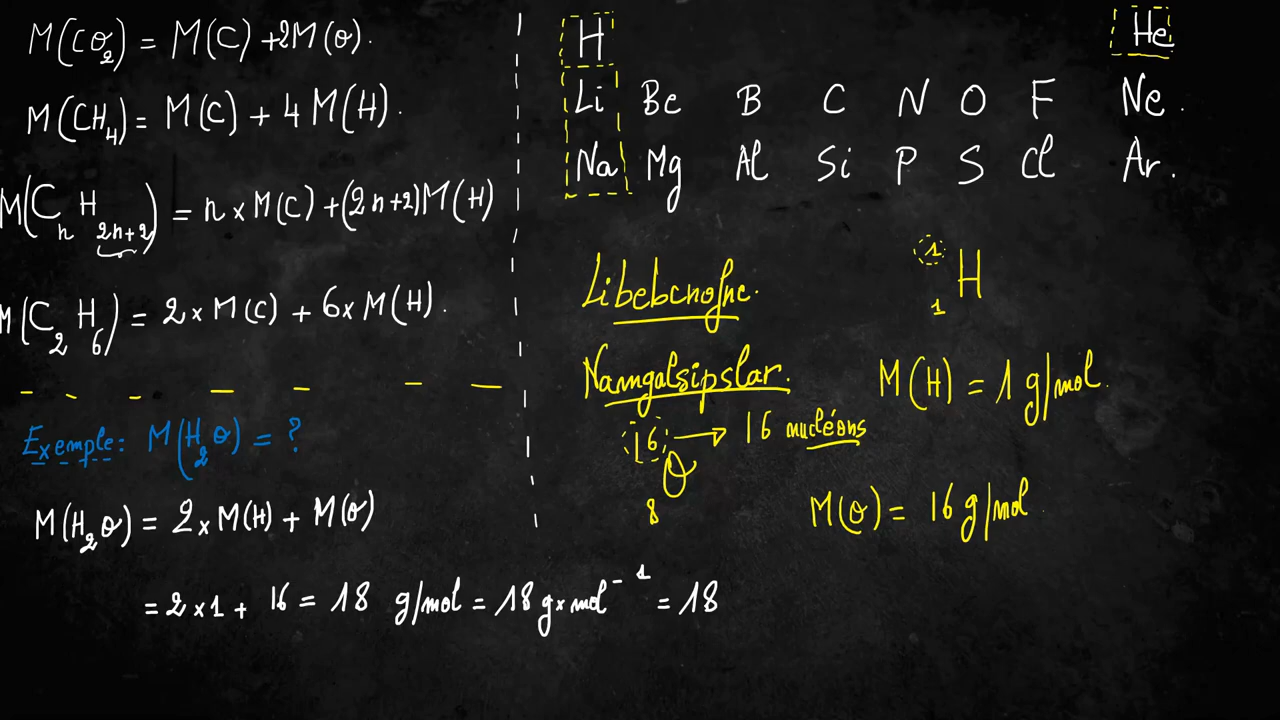 M(CO₂) = M(C) + 2M(O).
M(CH₄) = M(C) + 4 M(H).
M(CₙH₂ₙ₊₂) = n × M(C) + (2n+2)M(H)
M(C₂H₆) = 2 × M(C) + 6 × M(H).
Exemple: M(H₂O) = ?
M(H₂O) = 2 × M(H) + M(O)
= 2 × 1 + 16 = 18 g/mol = 18 g × mol⁻¹ = 18
H He
Li Be B C N O F Ne.
Na Mg Al Si P S Cl Ar.
Libebcnofne.
1
H
1
Namgalsipslar.
M(H) = 1 g/mol.
16 → 16 nucléons
O
8
M(O) = 16 g/mol